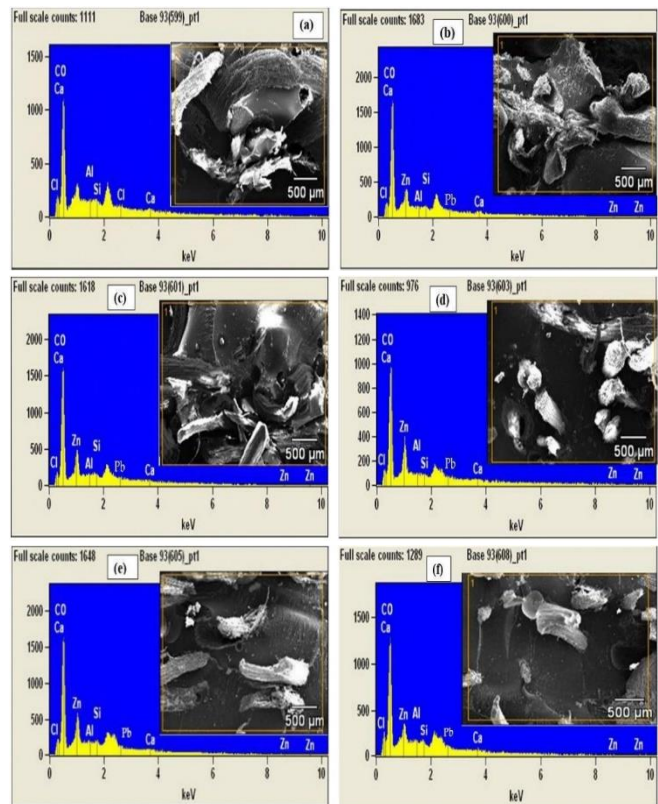 Full scale counts: 1111 Base 93(599)_pt1
(a)
1500
1000
500
0
CO
Ca
Cl
Al
Si
Cl
Ca
0 2 4 6 8 10
keV
1
500 µm
Full scale counts: 1683 Base 93(600)_pt1
(b)
2000
1500
1000
500
0
CO
Ca
Cl
Zn
Al
Si
Pb
Ca
Zn Zn
0 2 4 6 8 10
keV
1
500 µm
Full scale counts: 1618 Base 93(601)_pt1
(c)
2000
1500
1000
500
0
CO
Ca
Cl
Zn
Si
Al
Pb
Ca
Zn Zn
0 2 4 6 8 10
keV
1
500 µm
Full scale counts: 976 Base 93(603)_pt1
(d)
1400
1200
1000
800
600
400
200
0
CO
Ca
Cl
Zn
Al
Si
Pb
Ca
Zn Zn
0 2 4 6 8 10
keV
1
500 µm
Full scale counts: 1648 Base 93(605)_pt1
(e)
2000
1500
1000
500
0
CO
Ca
Cl
Zn
Si
Al
Pb
Ca
Zn Zn
0 2 4 6 8 10
keV
1
500 µm
Full scale counts: 1289 Base 93(608)_pt1
(f)
1500
1000
500
0
CO
Ca
Cl
Zn
Al
Si
Pb
Ca
Zn Zn
0 2 4 6 8 10
keV
1
500 µm